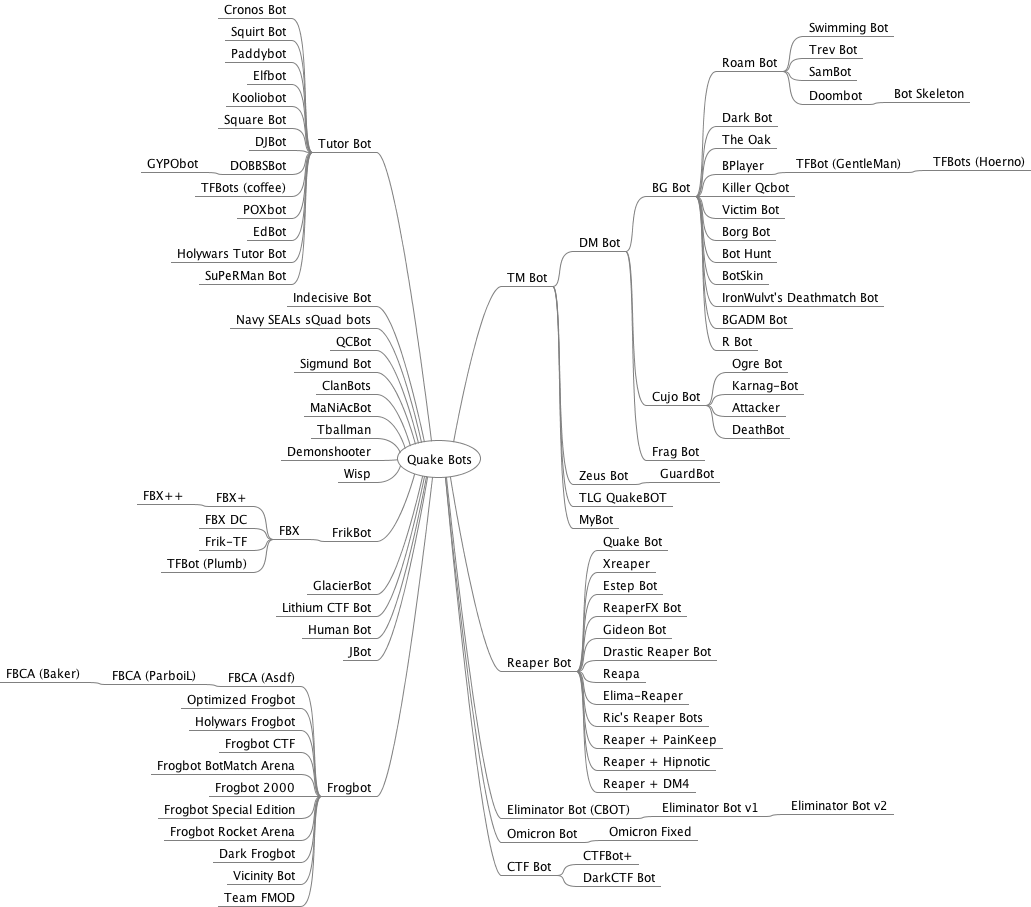 Quake Bots
Tutor Bot
Cronos Bot
Squirt Bot
Paddybot
Elfbot
Kooliobot
Square Bot
DJBot
DOBBSBot
GYPObot
TFBots (coffee)
POXbot
EdBot
Holywars Tutor Bot
SuPeRMan Bot
Indecisive Bot
Navy SEALs sQuad bots
QCBot
Sigmund Bot
ClanBots
MaNiAcBot
Tballman
Demonshooter
Wisp
FrikBot
FBX
FBX+
FBX++
FBX DC
Frik-TF
TFBot (Plumb)
GlacierBot
Lithium CTF Bot
Human Bot
JBot
Frogbot
FBCA (Asdf)
FBCA (ParboiL)
FBCA (Baker)
Optimized Frogbot
Holywars Frogbot
Frogbot CTF
Frogbot BotMatch Arena
Frogbot 2000
Frogbot Special Edition
Frogbot Rocket Arena
Dark Frogbot
Vicinity Bot
Team FMOD
TM Bot
DM Bot
BG Bot
Roam Bot
Swimming Bot
Trev Bot
SamBot
Doombot
Bot Skeleton
Dark Bot
The Oak
BPlayer
TFBot (GentleMan)
TFBots (Hoerno)
Killer Qcbot
Victim Bot
Borg Bot
Bot Hunt
BotSkin
IronWulvt's Deathmatch Bot
BGADM Bot
R Bot
Cujo Bot
Ogre Bot
Karnag-Bot
Attacker
DeathBot
Frag Bot
Zeus Bot
GuardBot
TLG QuakeBOT
MyBot
Reaper Bot
Quake Bot
Xreaper
Estep Bot
ReaperFX Bot
Gideon Bot
Drastic Reaper Bot
Reapa
Elima-Reaper
Ric's Reaper Bots
Reaper + PainKeep
Reaper + Hipnotic
Reaper + DM4
Eliminator Bot (CBOT)
Eliminator Bot v1
Eliminator Bot v2
Omicron Bot
Omicron Fixed
CTF Bot
CTFBot+
DarkCTF Bot